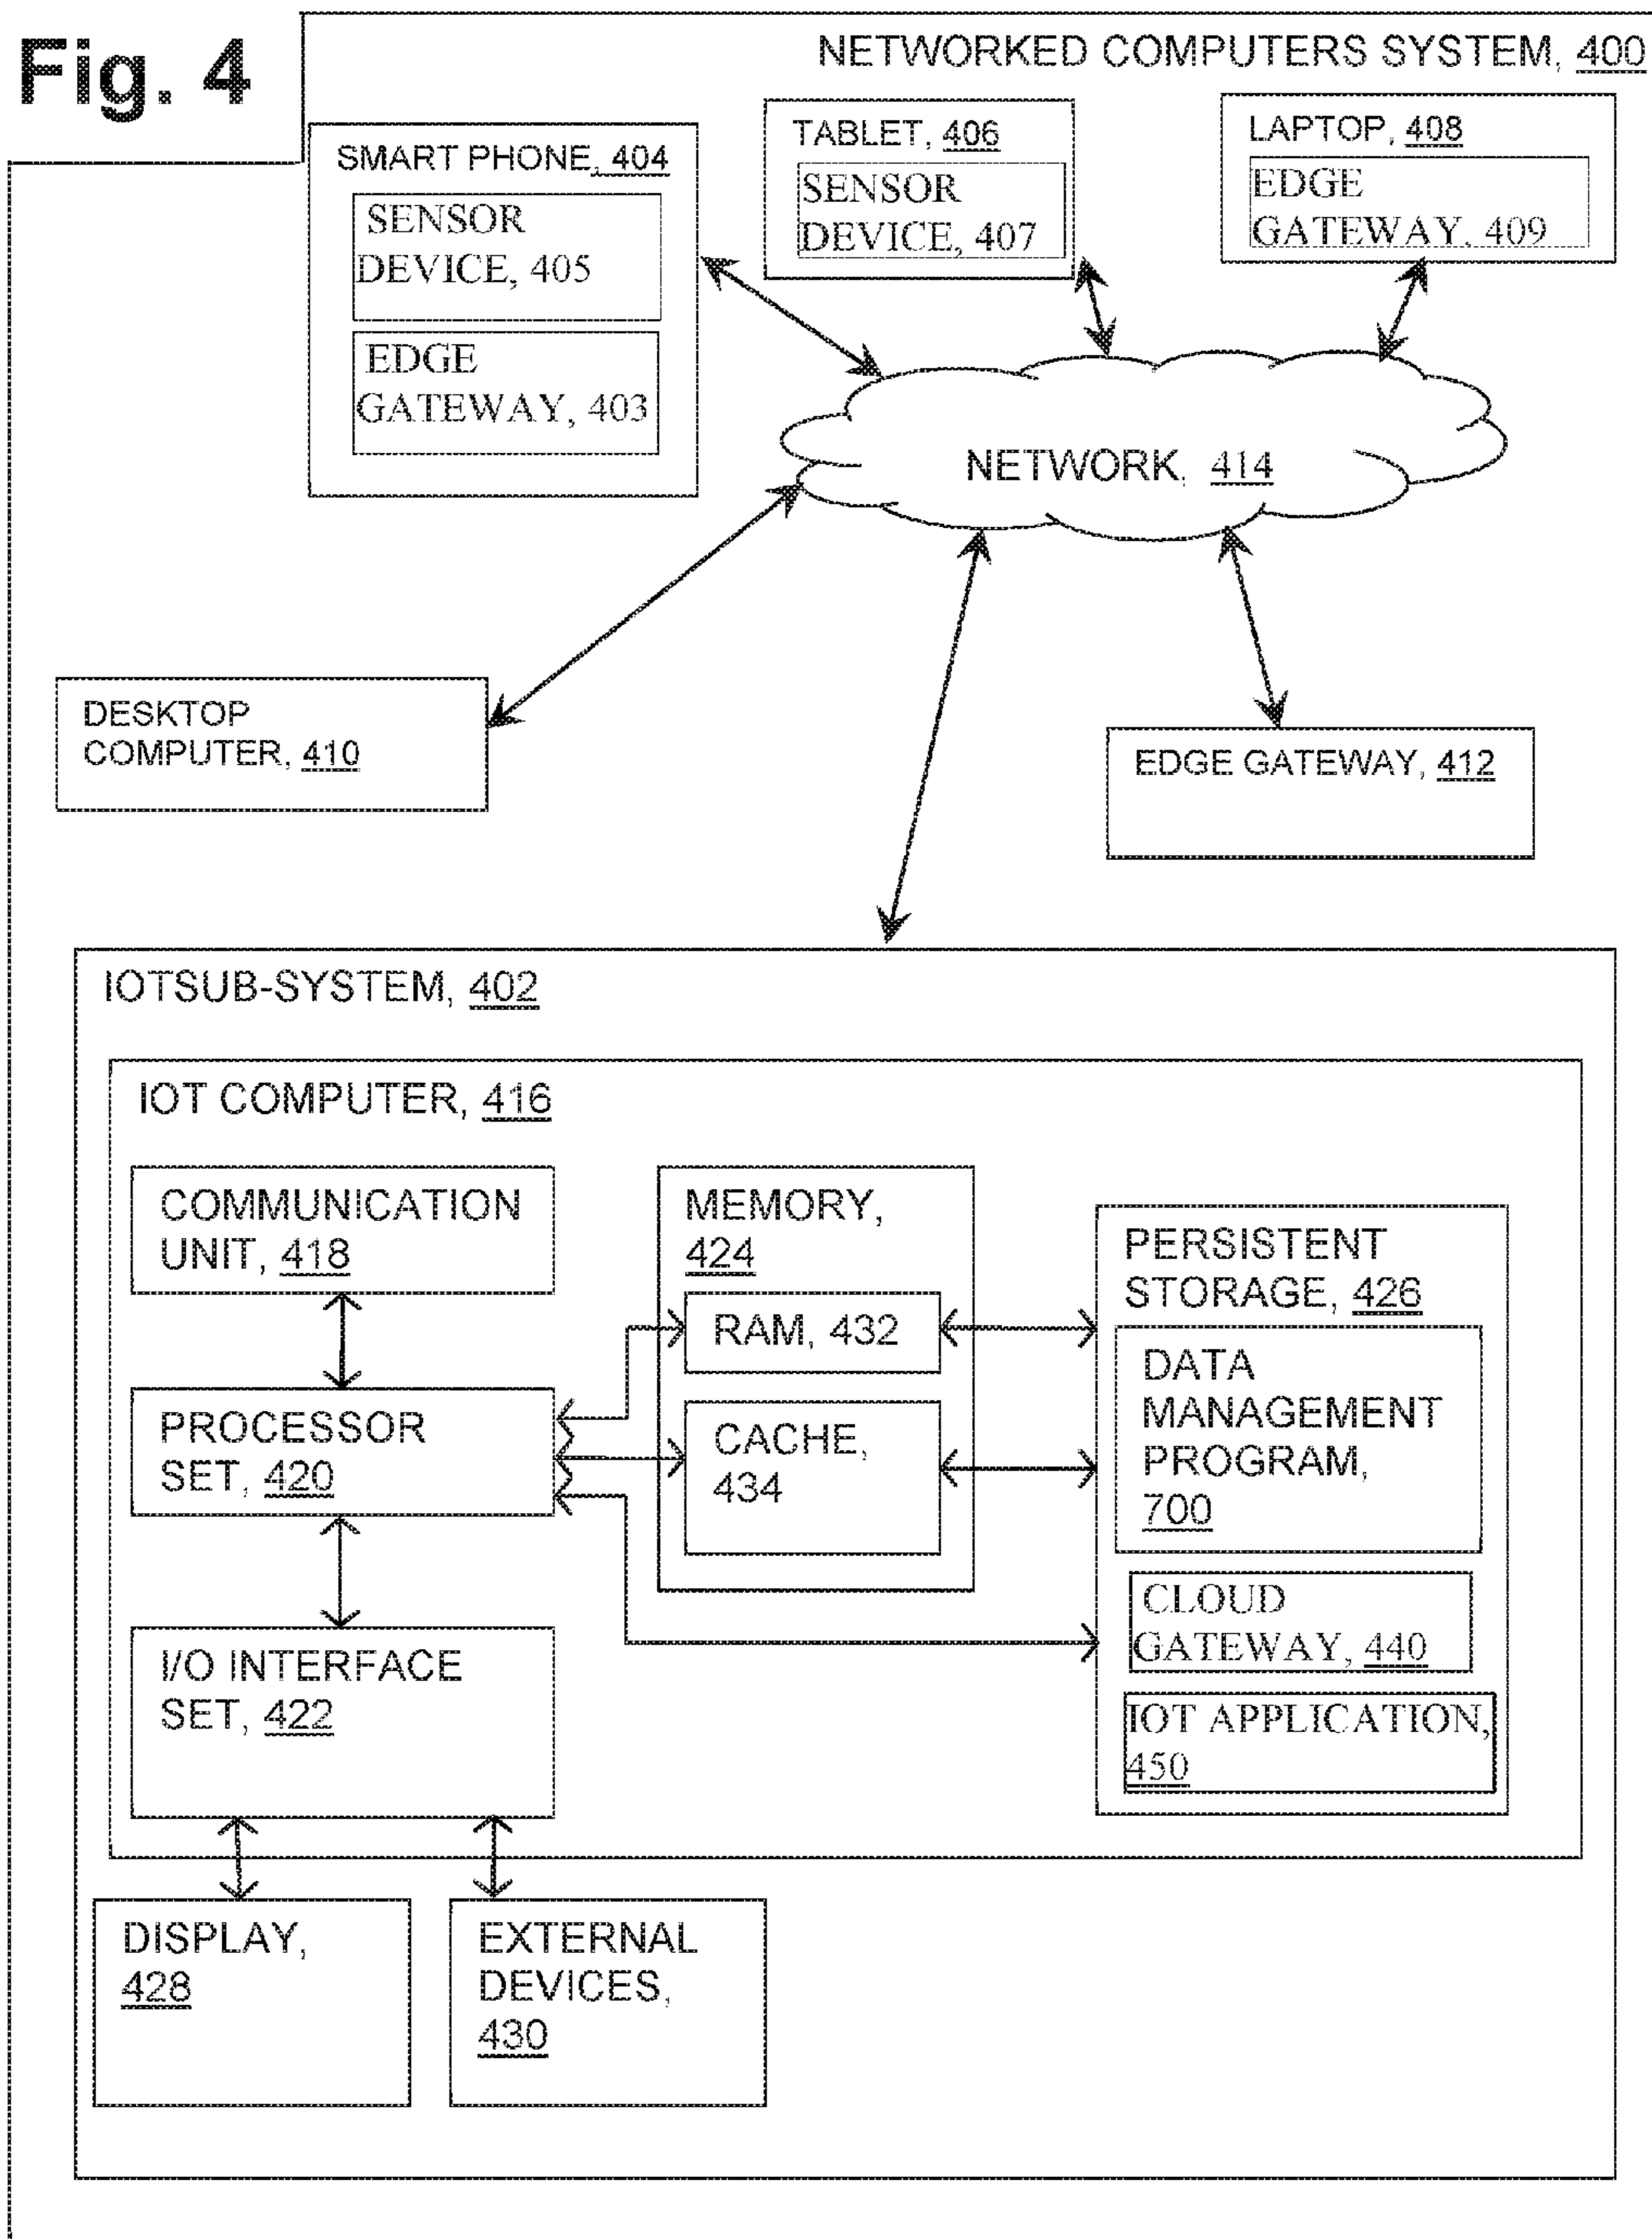 Fig. 4
NETWORKED COMPUTERS SYSTEM, 400
SMART PHONE, 404
SENSOR
DEVICE, 405
EDGE
GATEWAY, 403
TABLET, 406
SENSOR
DEVICE, 407
LAPTOP, 408
EDGE
GATEWAY, 409
NETWORK, 414
DESKTOP
COMPUTER, 410
EDGE GATEWAY, 412
IOTSUB-SYSTEM, 402
IOT COMPUTER, 416
COMMUNICATION
UNIT, 418
PROCESSOR
SET, 420
I/O INTERFACE
SET, 422
MEMORY,
424
RAM, 432
CACHE,
434
PERSISTENT
STORAGE, 426
DATA
MANAGEMENT
PROGRAM,
700
CLOUD
GATEWAY, 440
IOT APPLICATION,
450
DISPLAY,
428
EXTERNAL
DEVICES,
430